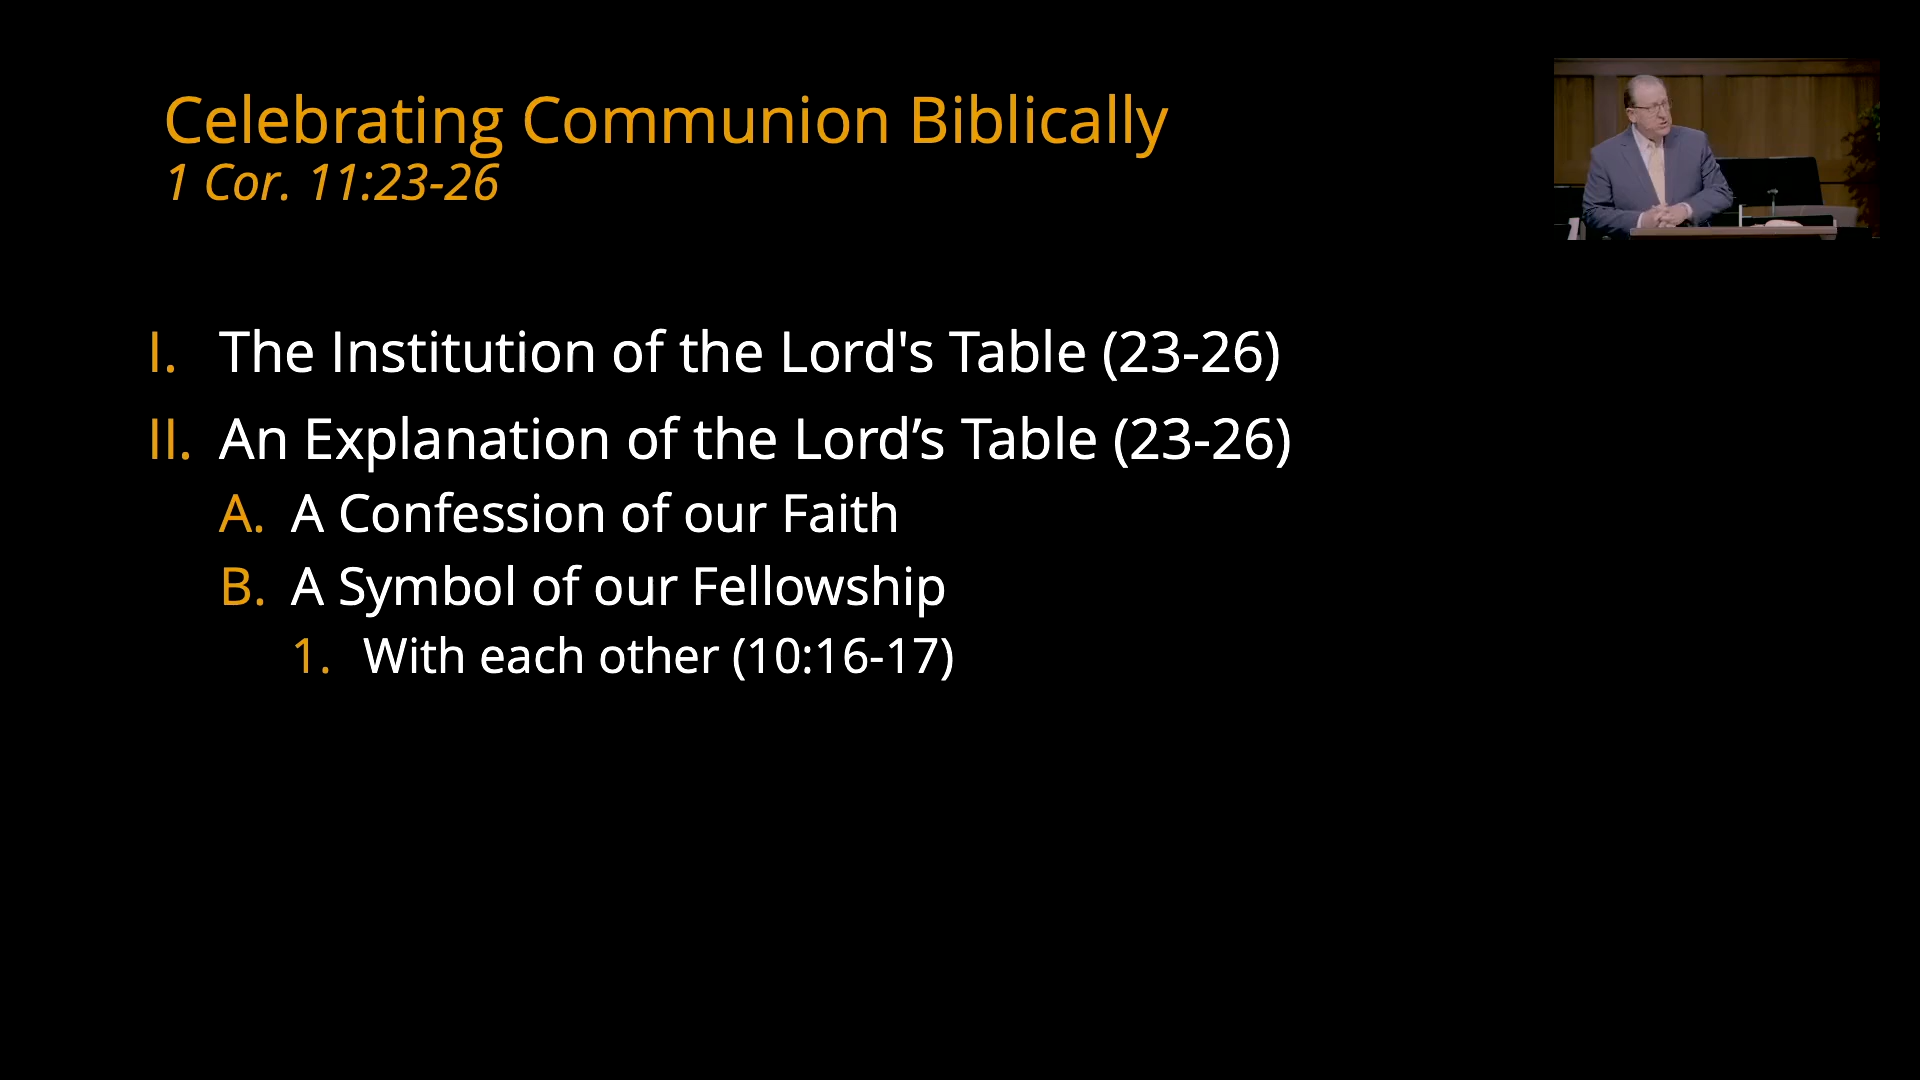 Celebrating Communion Biblically
1 Cor. 11:23-26
I. The Institution of the Lord's Table (23-26)
II. An Explanation of the Lord’s Table (23-26)
A. A Confession of our Faith
B. A Symbol of our Fellowship
1. With each other (10:16-17)